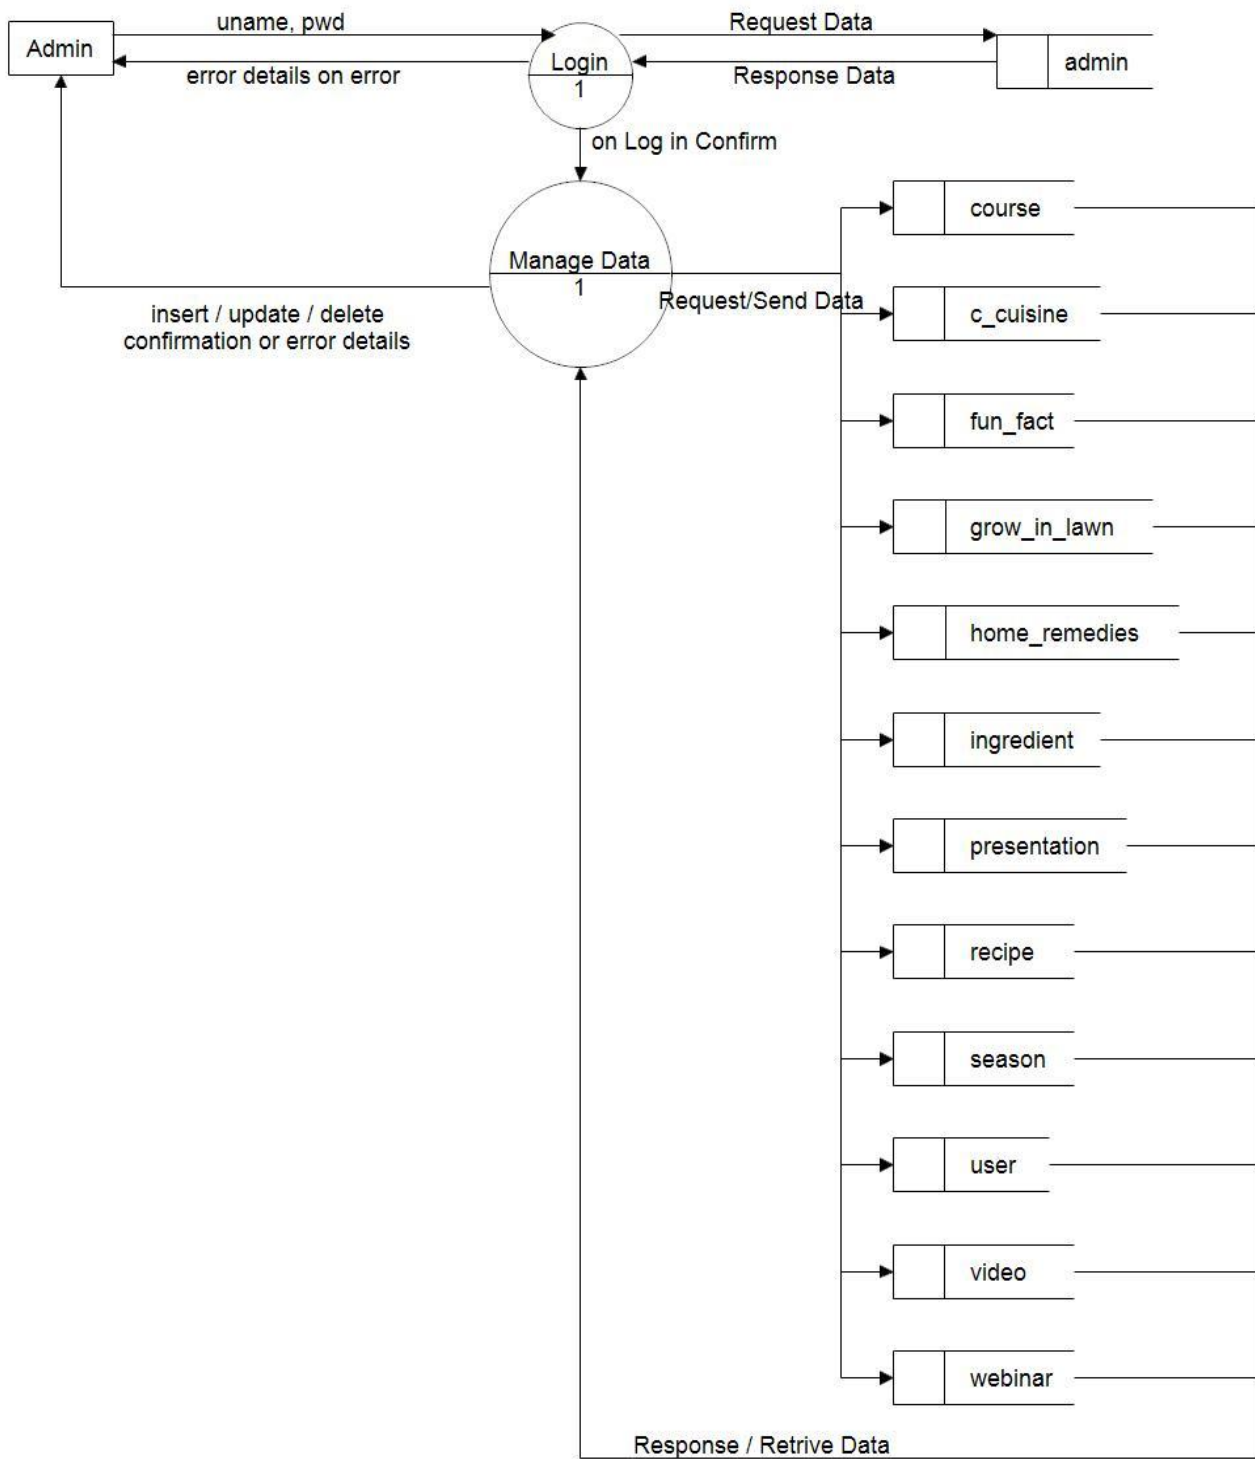 uname, pwd
Request Data
Admin
Login
admin
error details on error
Response Data
1
on Log in Confirm
course
Manage Data
1
Request/Send Data
insert / update / delete
confirmation or error details
c_cuisine
fun_fact
grow_in_lawn
home_remedies
ingredient
presentation
recipe
season
user
video
webinar
Response / Retrive Data